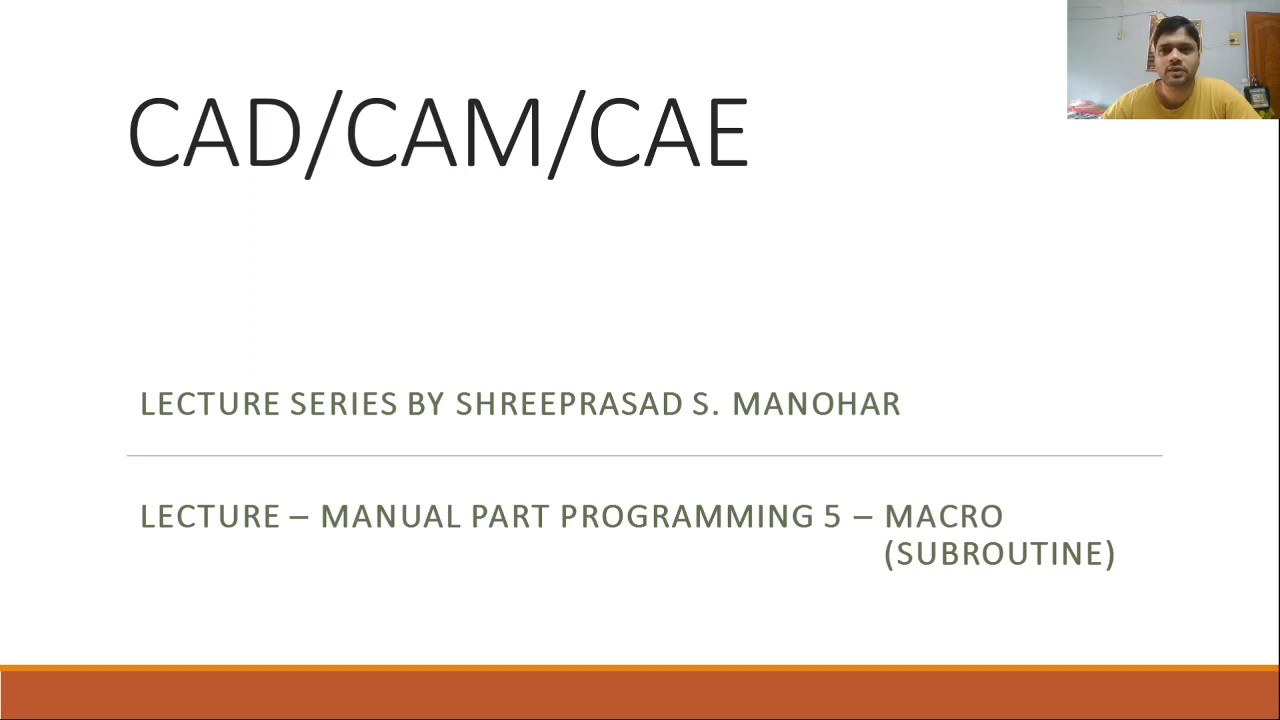 CAD/CAM/CAE
LECTURE SERIES BY SHREEPRASAD S. MANOHAR
LECTURE – MANUAL PART PROGRAMMING 5 – MACRO
(SUBROUTINE)